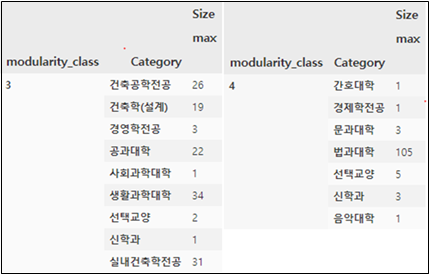 Size
max
modularity_class Category
3 건축공학전공 26
건축학(설계) 19
경영학전공 3
공과대학 22
사회과학대학 1
생활과학대학 34
선택교양 2
신학과 1
실내건축학전공 31
Size
max
modularity_class Category
4 간호대학 1
경제학전공 1
문과대학 3
법과대학 105
선택교양 5
신학과 3
음악대학 1